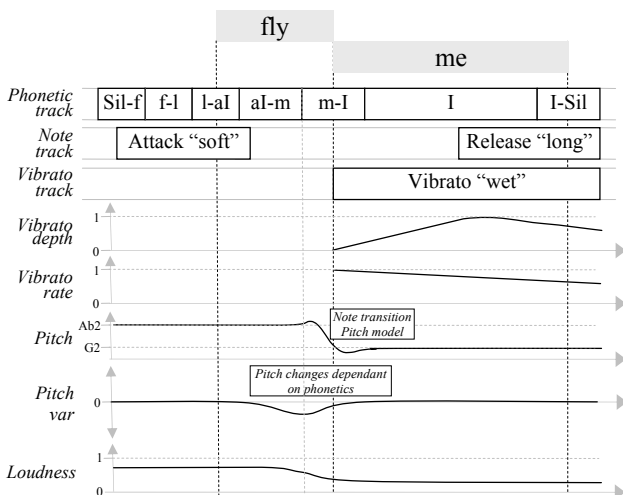 fly
me
Phonetic
track
Sil-f f-l l-aI aI-m m-I I I-Sil
Note
track
Attack “soft” Release “long”
Vibrato
track
Vibrato “wet”
Vibrato
depth
1
0
Vibrato
rate
1
0
Pitch
Ab2
G2
Note transition
Pitch model
Pitch
var
0
Pitch changes dependant
on phonetics
Loudness
1
0